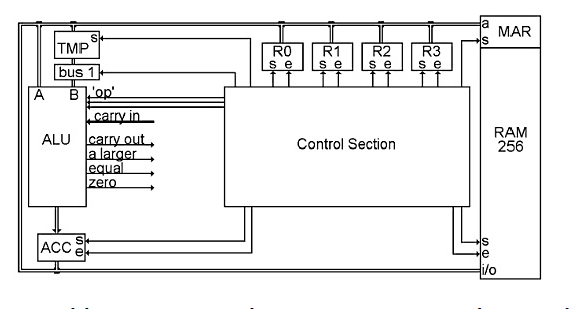 a
MAR
s
TMP s
R0 R1 R2 R3
s e s e s e s e
bus 1
A B 'op'
carry in
ALU
carry out
a larger
equal
zero
Control Section
RAM
256
ACC s
e
s
e
i/o